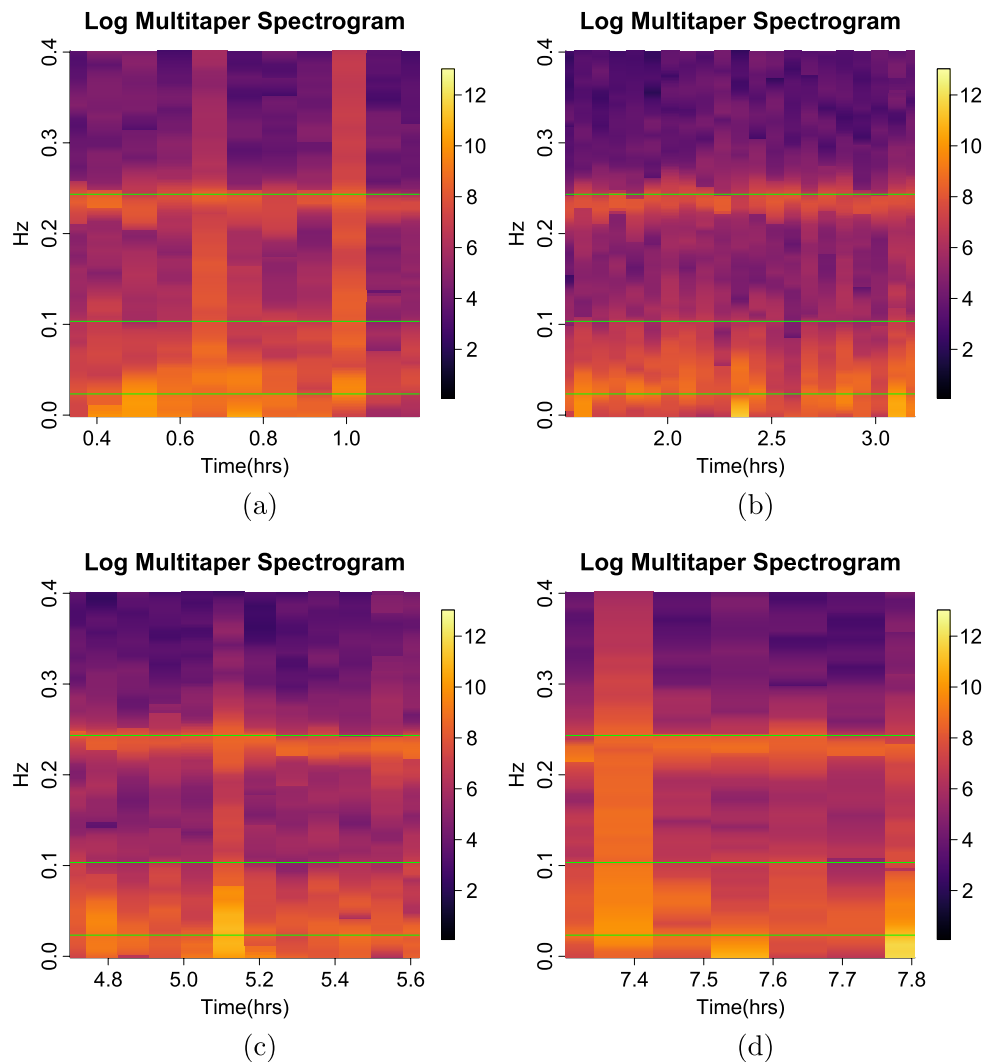 Log Multitaper Spectrogram
0.4
0.3
0.2
0.1
0.0
Hz
0.4 0.6 0.8 1.0
Time(hrs)
12
10
8
6
4
2
(a)
Log Multitaper Spectrogram
0.4
0.3
0.2
0.1
0.0
Hz
2.0 2.5 3.0
Time(hrs)
12
10
8
6
4
2
(b)
Log Multitaper Spectrogram
0.4
0.3
0.2
0.1
0.0
Hz
4.8 5.0 5.2 5.4 5.6
Time(hrs)
12
10
8
6
4
2
(c)
Log Multitaper Spectrogram
0.4
0.3
0.2
0.1
0.0
Hz
7.4 7.5 7.6 7.7 7.8
Time(hrs)
12
10
8
6
4
2
(d)